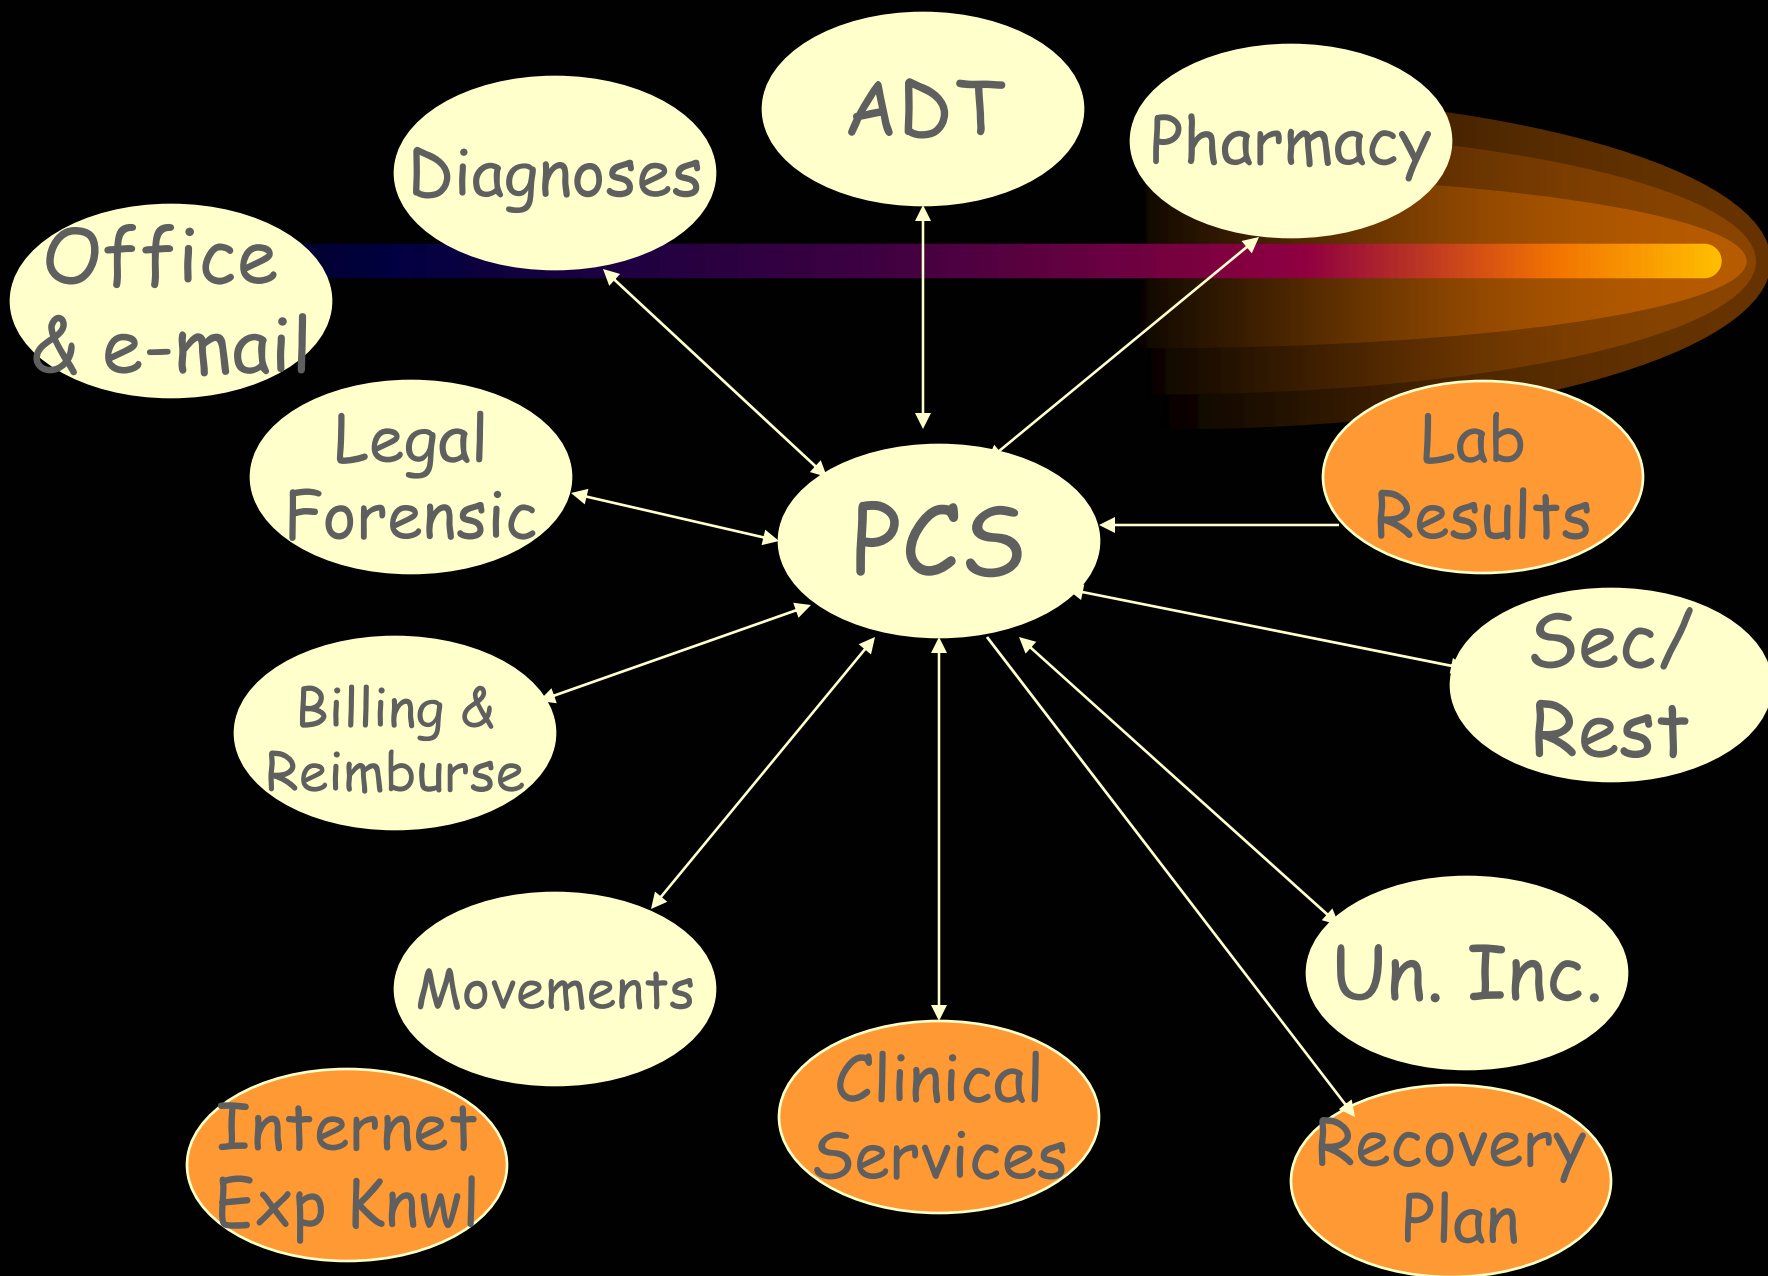 ADT
Pharmacy
Diagnoses
Office
& e-mail
Legal
Forensic
Lab
Results
PCS
Sec/
Rest
Billing &
Reimburse
Movements
Un. Inc.
Clinical
Services
Internet
Exp Knwl
Recovery
Plan